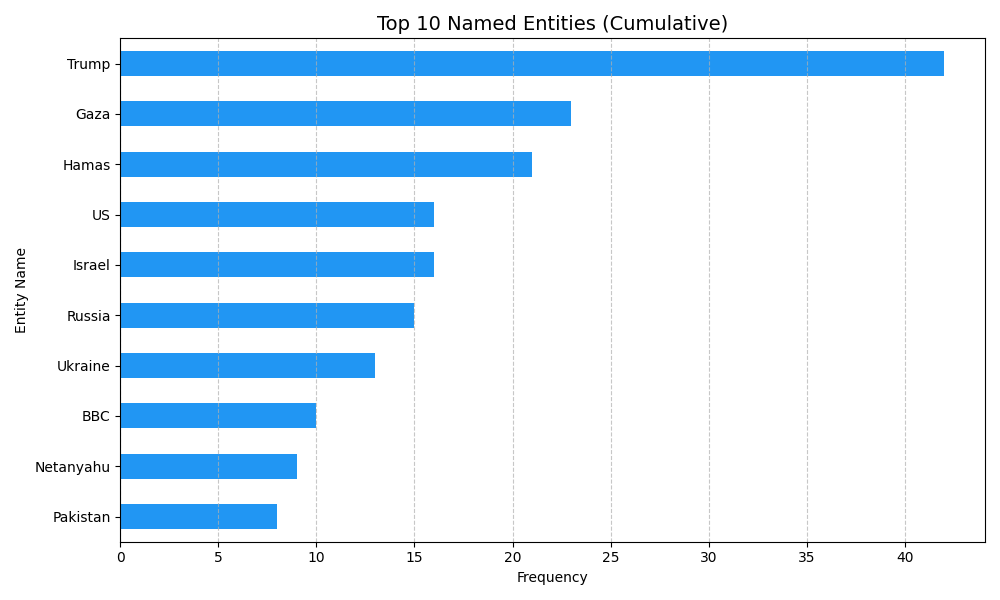 Top 10 Named Entities (Cumulative)
Entity Name
Trump
Gaza
Hamas
US
Israel
Russia
Ukraine
BBC
Netanyahu
Pakistan
0 5 10 15 20 25 30 35 40
Frequency